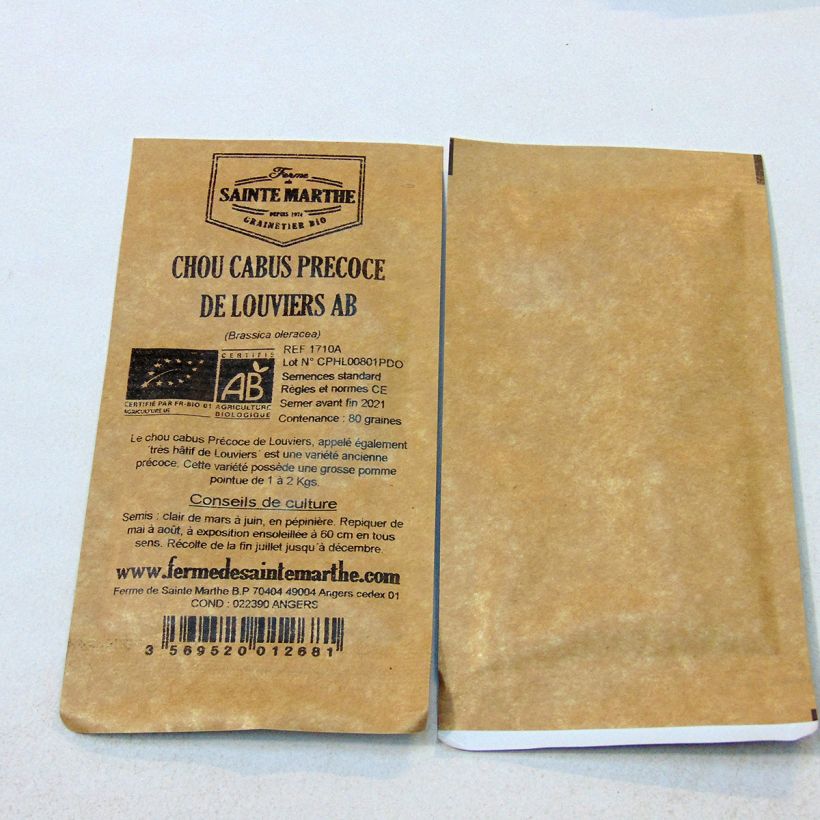 Ferme
de
SAINTE MARTHE
DEPUIS 1974
GRAINETIER BIO
CHOU CABUS PRECOCE
DE LOUVIERS AB
(Brassica oleracea)
REF 1710A
Lot N° CPHL00801PDO
Semences standard
Règles et normes CE
Semer avant fin 2021
Contenance : 80 graines
CERTIFIÉ PAR FR-BIO-01
AGRICULTURE UE
CERTIFIÉ
AB
AGRICULTURE
BIOLOGIQUE
Le chou cabus Précoce de Louviers, appelé également
'très hâtif de Louviers' est une variété ancienne
précoce. Cette variété possède une grosse pomme
pointue de 1 à 2 Kgs.
Conseils de culture
Semis : clair de mars à juin, en pépinière. Repiquer de
mai à août, à exposition ensoleillée à 60 cm en tous
sens. Récolte de la fin juillet jusqu'à décembre.
www.fermedesaintemarthe.com
Ferme de Sainte Marthe B.P 70404 49004 Angers cedex 01
COND : 022390 ANGERS
3 569520 012681